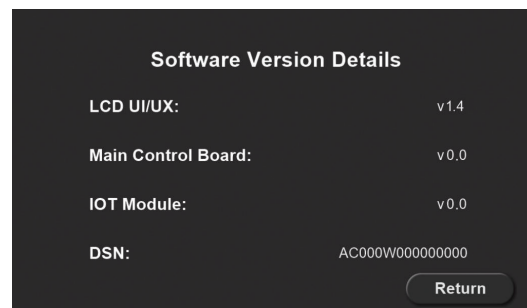 Software Version Details
LCD UI/UX: v1.4
Main Control Board: v0.0
IOT Module: v0.0
DSN: AC000W000000000
Return